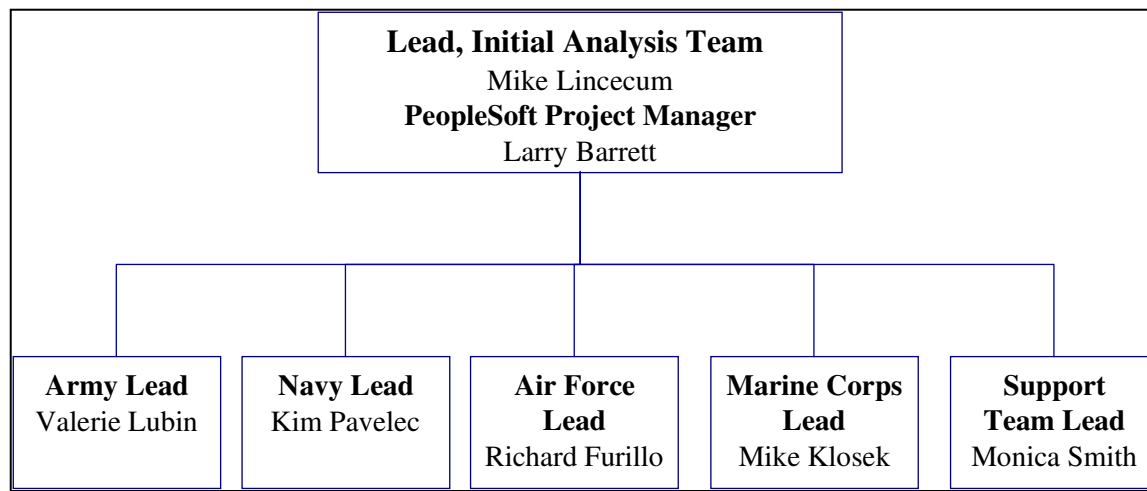 Lead, Initial Analysis Team
Mike Lincecum
PeopleSoft Project Manager
Larry Barrett
Army Lead
Valerie Lubin
Navy Lead
Kim Pavelec
Air Force
Lead
Richard Furillo
Marine Corps
Lead
Mike Klosek
Support
Team Lead
Monica Smith